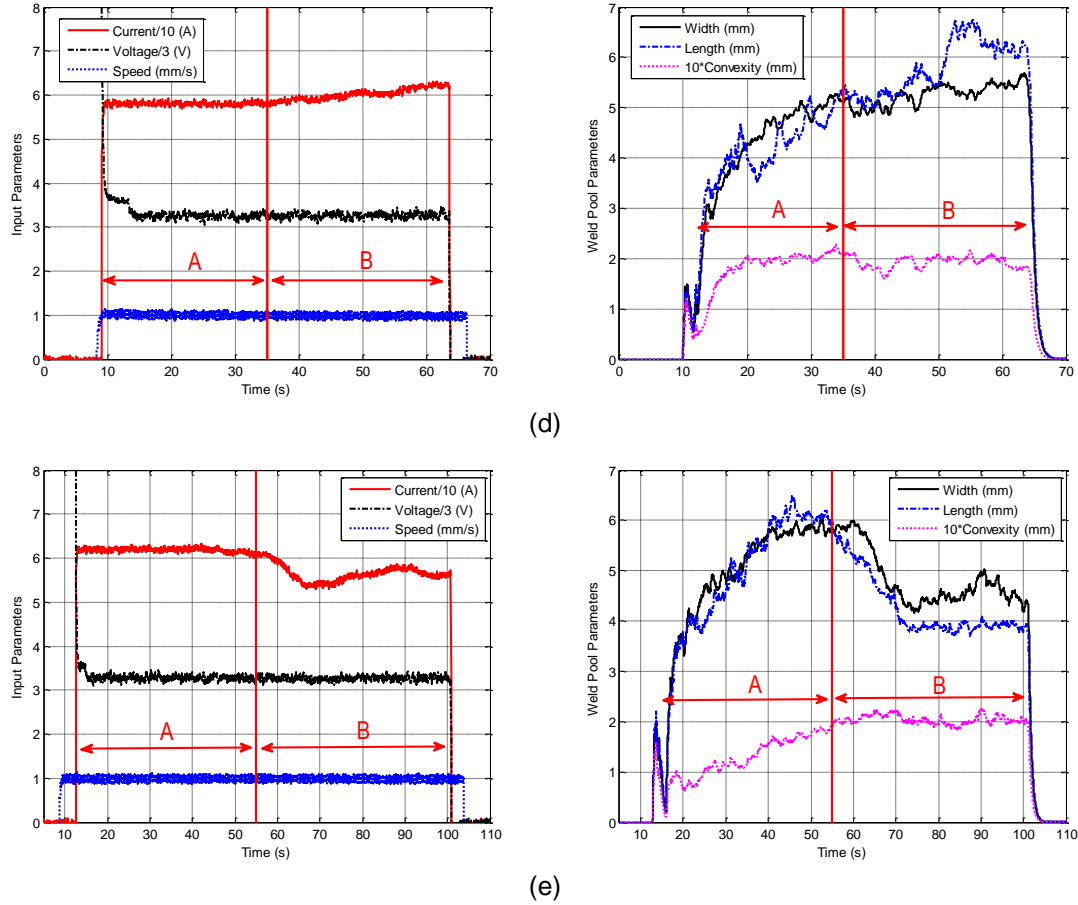 Input Parameters
8
7
6
5
4
3
2
1
0
Current/10 (A)
Voltage/3 (V)
Speed (mm/s)
A
B
0 10 20 30 40 50 60 70
Time (s)
Weld Pool Parameters
7
6
5
4
3
2
1
0
Width (mm)
Length (mm)
10*Convexity (mm)
A
B
0 10 20 30 40 50 60 70
Time (s)
(d)
Input Parameters
8
7
6
5
4
3
2
1
0
Current/10 (A)
Voltage/3 (V)
Speed (mm/s)
A
B
10 20 30 40 50 60 70 80 90 100 110
Time (s)
Weld Pool Parameters
7
6
5
4
3
2
1
0
Width (mm)
Length (mm)
10*Convexity (mm)
A
B
10 20 30 40 50 60 70 80 90 100 110
Time (s)
(e)